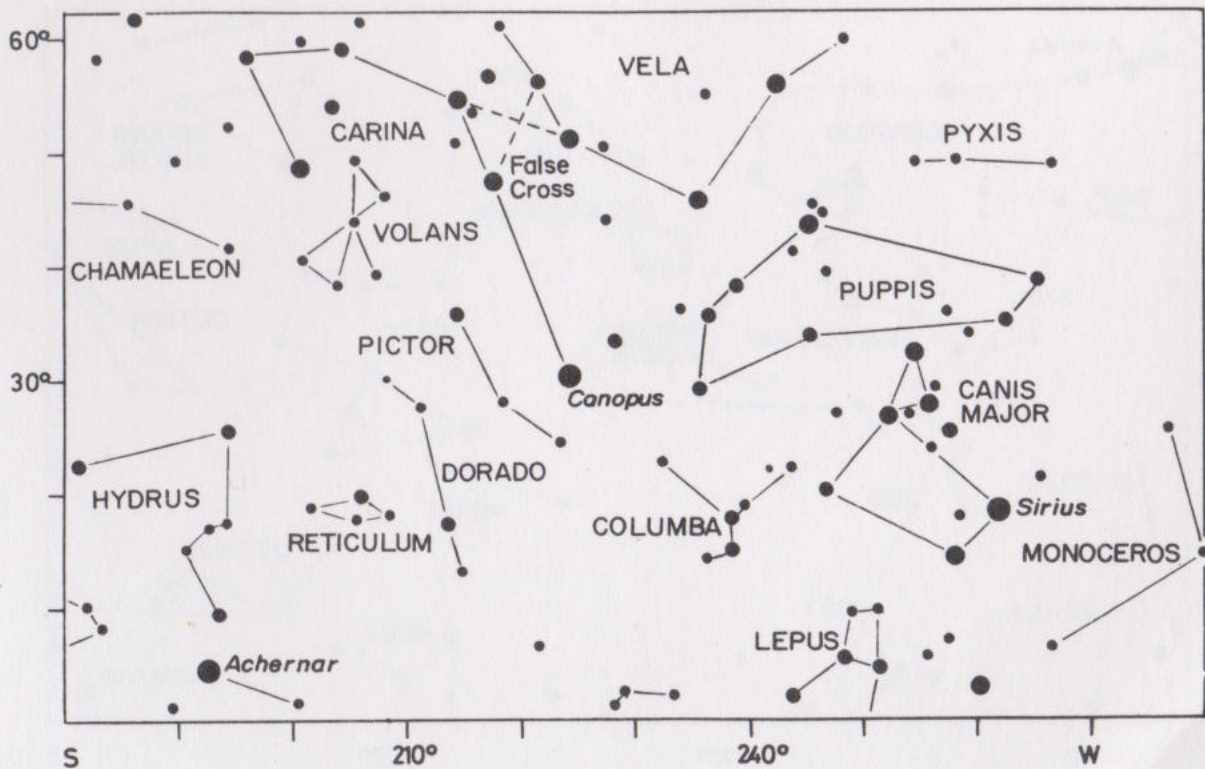 60°
VELA
CARINA
PYXIS
False
Cross
VOLANS
CHAMAELEON
PUPPIS
PICTOR
30°
Canopus
CANIS
MAJOR
DORADO
HYDRUS
Sirius
COLUMBA
RETICULUM
MONOCEROS
LEPUS
Achernar
S
210°
240°
W